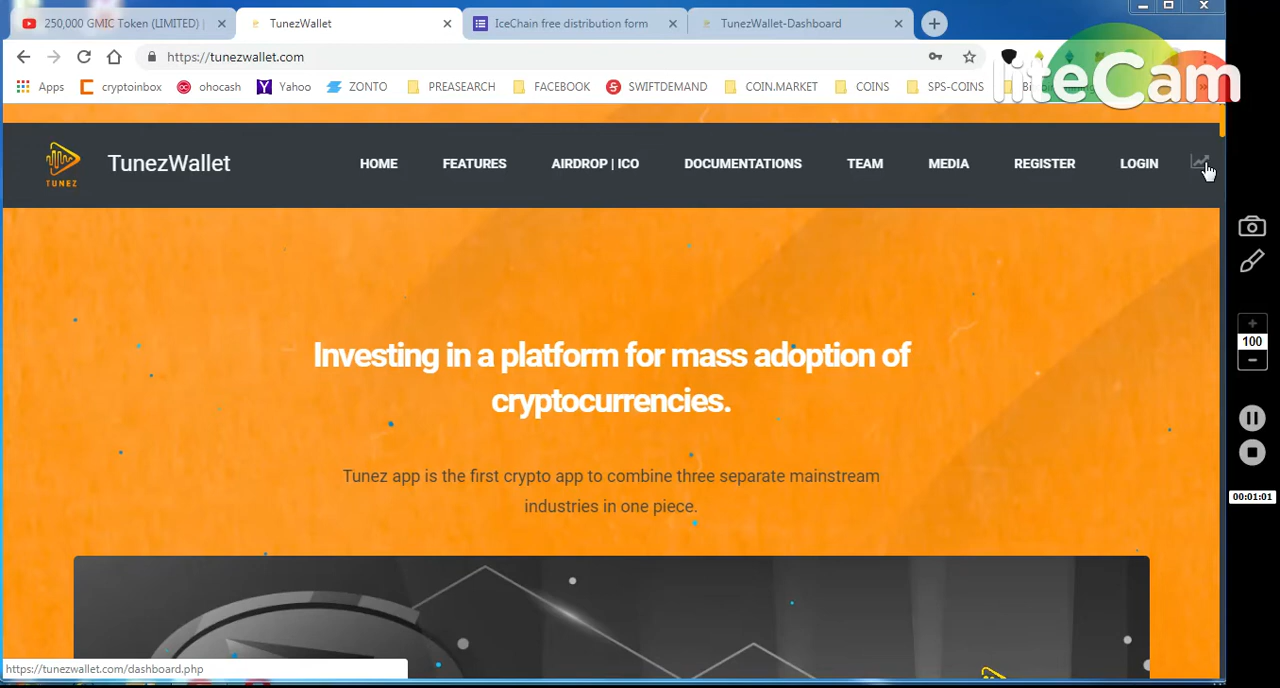 250,000 GMIC Token (LIMITED)
TunezWallet
IceChain free distribution form
TunezWallet-Dashboard
https://tunezwallet.com
liteCam
Apps
cryptoinbox
ohocash
Yahoo
ZONTO
PREASEARCH
FACEBOOK
SWIFTDEMAND
COIN.MARKET
COINS
SPS-COINS
TUNEZ
TunezWallet
HOME
FEATURES
AIRDROP | ICO
DOCUMENTATIONS
TEAM
MEDIA
REGISTER
LOGIN
Investing in a platform for mass adoption of
cryptocurrencies.
Tunez app is the first crypto app to combine three separate mainstream
industries in one piece.
100
00:01:01
https://tunezwallet.com/dashboard.php